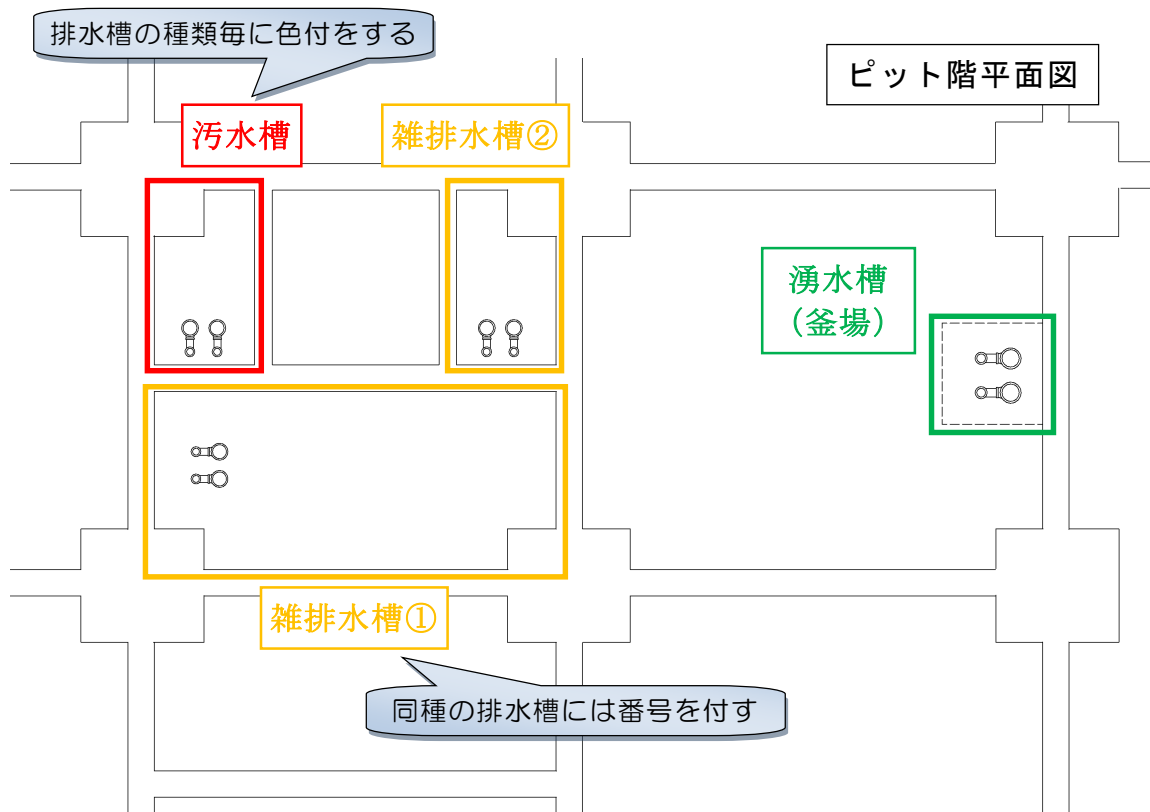 排水槽の種類毎に色付をする
ピット階平面図
汚水槽
雑排水槽②
湧水槽
(釜場)
雑排水槽①
同種の排水槽には番号を付す